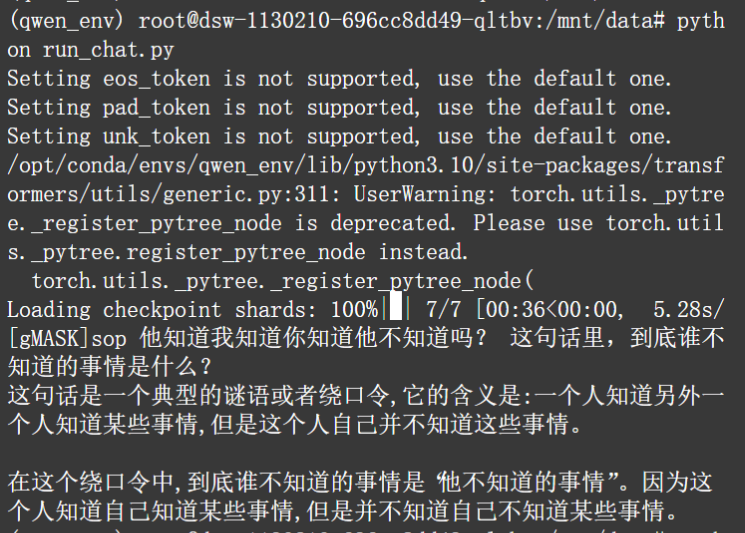 (qwen_env) root@dsw-1130210-696cc8dd49-qltbv:/mnt/data# pyth
on run_chat.py
Setting eos_token is not supported, use the default one.
Setting pad_token is not supported, use the default one.
Setting unk_token is not supported, use the default one.
/opt/conda/envs/qwen_env/lib/python3.10/site-packages/transf
ormers/utils/generic.py:311: UserWarning: torch.utils._pytre
e._register_pytree_node is deprecated. Please use torch.util
s._pytree.register_pytree_node instead.
  torch.utils._pytree._register_pytree_node(
Loading checkpoint shards: 100%|█| 7/7 [00:36<00:00,  5.28s/
[gMASK]sop 他知道我知道你知道他不知道吗？ 这句话里，到底谁不
知道的事情是什么？
这句话是一个典型的谜语或者绕口令,它的含义是:一个人知道另外一
个人知道某些事情,但是这个人自己并不知道这些事情。
在这个绕口令中,到底谁不知道的事情是“他不知道的事情”。因为这
个人知道自己知道某些事情,但是并不知道自己不知道某些事情。